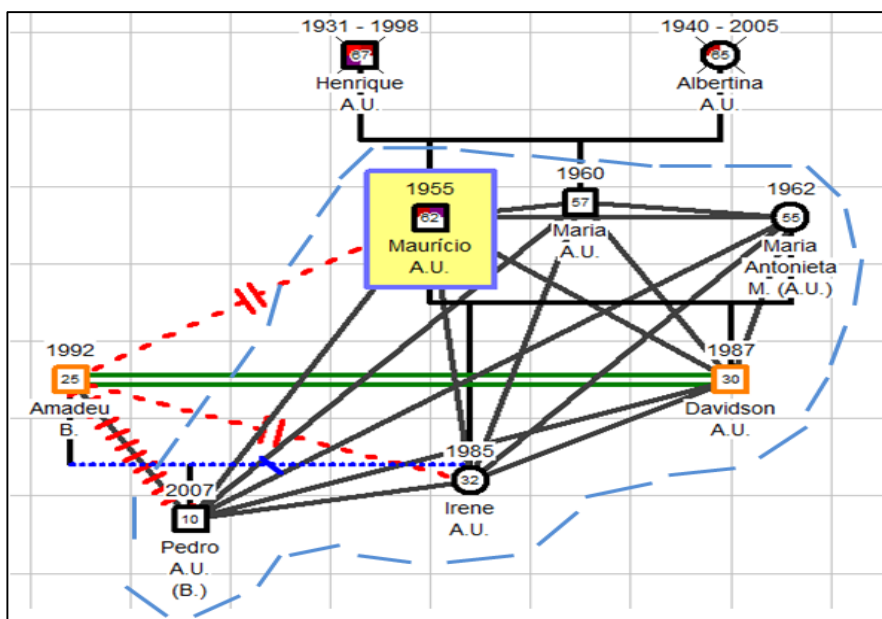 1931 - 1998
67
Henrique
A.U.
1940 - 2005
65
Albertina
A.U.
1955
62
Maurício
A.U.
1960
57
Maria
A.U.
1962
55
Maria
Antonieta
M. (A.U.)
1992
25
Amadeu
B.
1987
30
Davidson
A.U.
1985
32
Irene
A.U.
2007
10
Pedro
A.U.
(B.)